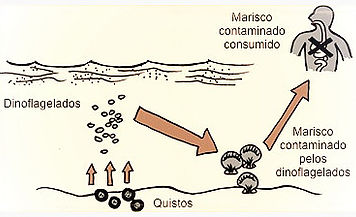 Marisco
contaminado
consumido
Dinoflagelados
Marisco
contaminado
pelos
dinoflagelados
Quistos